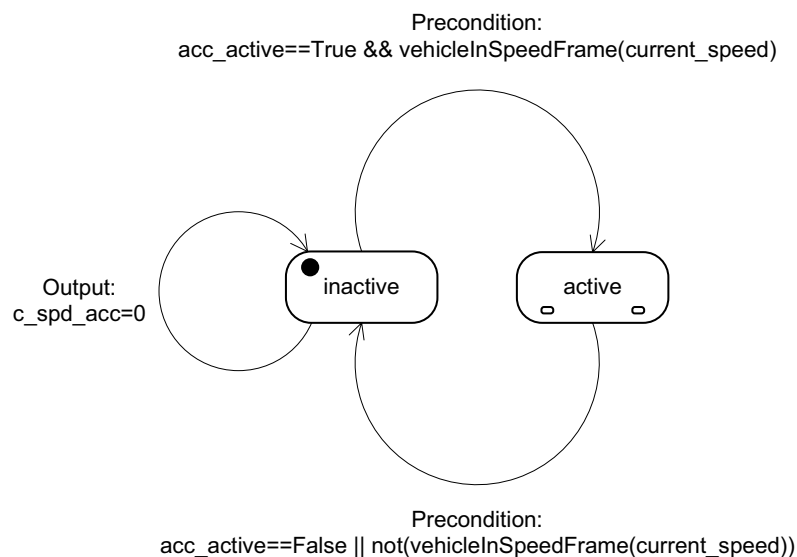 Precondition:
acc_active==True && vehicleInSpeedFrame(current_speed)
Output:
c_spd_acc=0
inactive
active
Precondition:
acc_active==False || not(vehicleInSpeedFrame(current_speed))